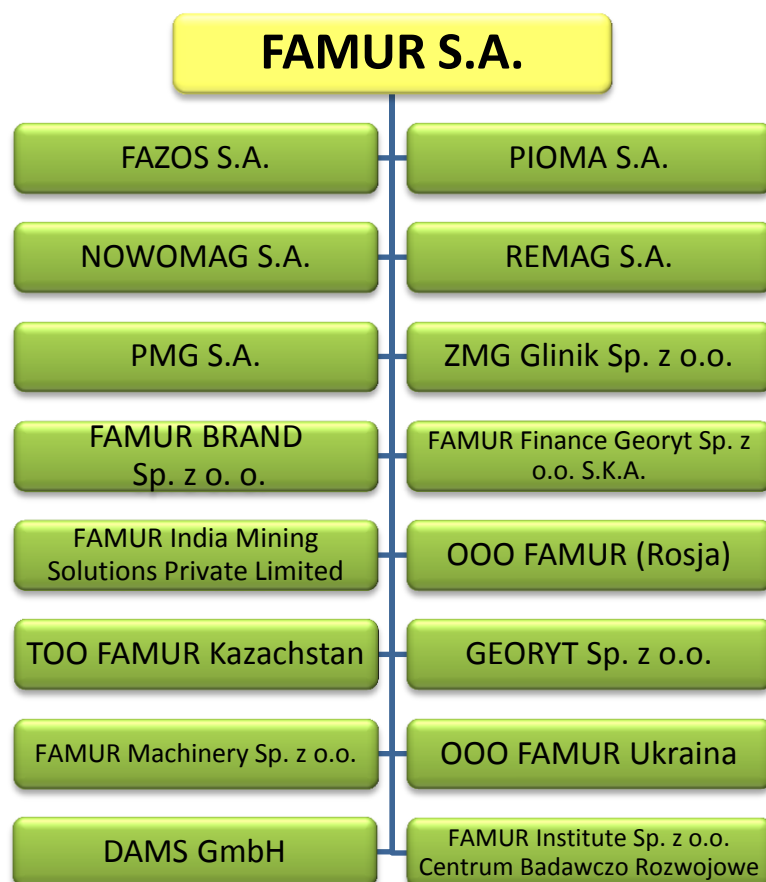 FAMUR S.A.
FAZOS S.A.
PIOMA S.A.
NOWOMAG S.A.
REMAG S.A.
PMG S.A.
ZMG Glinik Sp. z o.o.
FAMUR BRAND
Sp. z o. o.
FAMUR Finance Georyt Sp. z
o.o. S.K.A.
FAMUR India Mining
Solutions Private Limited
OOO FAMUR (Rosja)
TOO FAMUR Kazachstan
GEORYT Sp. z o.o.
FAMUR Machinery Sp. z o.o.
OOO FAMUR Ukraina
DAMS GmbH
FAMUR Institute Sp. z o.o.
Centrum Badawczo Rozwojowe